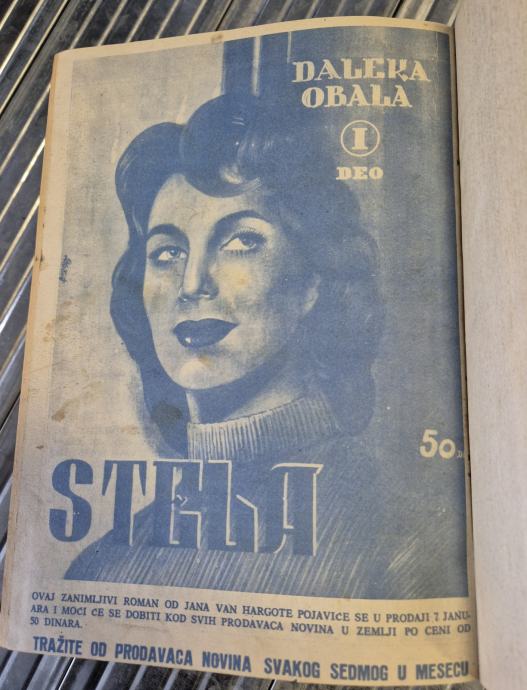 DALEKA
OBALA
I
DEO
50
STELA
OVAJ ZANIMLJIVI ROMAN OD JANA VAN HARGOTE POJAVIĆE SE U PRODAJI 7 JANU-
ARA I MOĆI ĆE SE DOBITI KOD SVIH PRODAVACA NOVINA U ZEMLJI PO CENI OD
50 DINARA.
TRAŽITE OD PRODAVACA NOVINA SVAKOG SEDMOG U MESECU